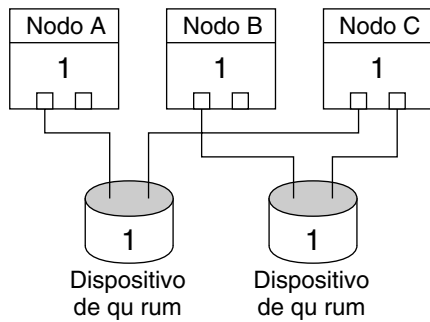 Nodo A
Nodo B
Nodo C
1
1
1
1
1
Dispositivo
de qu rum
Dispositivo
de qu rum